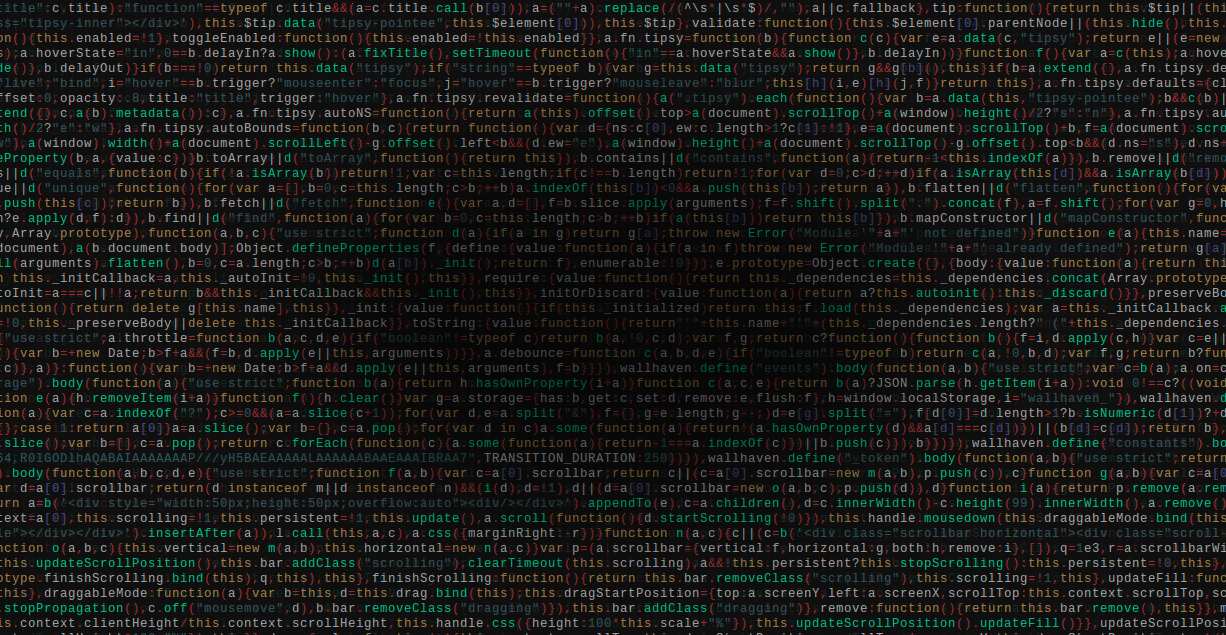 itle":c.title):"function"==typeof c.title&&(a=c.title.call(b[0])),a=(""+a).replace(/(^\s*|\s*$)/,""),a||c.fallback},tip:function(){return this.$tip||(thi
s="tipsy-inner"></div>"),this.$tip.data("tipsy-pointee",this.$element[0])),this.$tip},validate:function(){this.$element[0].parentNode||(this.hide(),this
on(){this.enabled=!1},toggleEnabled:function(){this.enabled=!this.enabled}},a.fn.tipsy=function(b){function c(c){var e=a.data(c,"tipsy");return e||(e=new
s);a.hoverState="in",0==b.delayIn?a.show():(a.fixTitle(),setTimeout(function(){"in"==a.hoverState&&a.show()},b.delayIn))}function f(){var a=c(this);a.hover
de()},b.delayOut)}if(b===!0)return this.data("tipsy");if("string"==typeof b){var g=this.data("tipsy");return g&&g[b](),this}if(b=a.extend({},a.fn.tipsy.de
"live":"bind",i="hover"==b.trigger?"mouseenter":"focus",j="hover"==b.trigger?"mouseleave":"blur";this[h](i,e)[h](j,f)}return this},a.fn.tipsy.defaults={cl
ffset:0,opacity:.8,title:"title",trigger:"hover"},a.fn.tipsy.revalidate=function(){a(".tipsy").each(function(){var b=a.data(this,"tipsy-pointee");b&&c(b)|
tend({},c,a(b).metadata()):c},a.fn.tipsy.autoNS=function(){return a(this).offset().top>a(document).scrollTop()+a(window).height()/2?"s":"n"},a.fn.tipsy.au
th()/2?"e":"w"},a.fn.tipsy.autoBounds=function(b,c){return function(){var d={ns:c[0],ew:c.length>1?c[1]:!1},e=a(document).scrollTop()+b,f=a(document).scrol
w"),a(window).width()+a(document).scrollLeft()-g.offset().left<b&&(d.ew="e"),a(window).height()+a(document).scrollTop()-g.offset().top<b&&(d.ns="s"),d.ns+
eProperty(b,a,{value:c})}b.toArray||d("toArray",function(){return this}),b.contains||d("contains",function(a){return-1<this.indexOf(a)}),b.remove||d("remo
s||d("equals",function(b){if(!a.isArray(b))return!1;var c=this.length;if(c!==b.length)return!1;for(var d=0;c>d;++d)if(a.isArray(this[d])&&a.isArray(b[d]))
ue||d("unique",function(){for(var a=[],b=0,c=this.length;c>b;++b)a.indexOf(this[b])<0&&a.push(this[b]);return a}),b.flatten||d("flatten",function(){for(va
.push(this[c]);return b}),b.fetch||d("fetch",function e(){var a,d=[],f=b.slice.apply(arguments);f=f.shift().split(".").concat(f),a=f.shift();for(var g=0,h
n?e.apply(d,f):d}),b.find||d("find",function(a){for(var b=0,c=this.length;c>b;++b)if(a(this[b]))return this[b]}),b.mapConstructor||d("mapConstructor",func
y,Array.prototype),function(a,b,c){"use strict";function d(a){if(a in g)return g[a];throw new Error("Module:'"+a+"' not defined")}function e(a){this.name=
document),a(b.document.body)];Object.defineProperties(f,{define:{value:function(a){if(a in f)throw new Error("Module:'"+a+"' already defined");return g[a]
ll(arguments).flatten(),b=0,c=a.length;c>b;++b)d(a[b])._init();return f},enumerable:!0}}),e.prototype=Object.create({},{body:{value:function(a){return thi
n this._initCallback=a,this._autoInit=!0,this._init(),this}},require:{value:function(){return this._dependencies=this._dependencies.concat(Array.prototype
toInit=a===c||!!a;return b&&this._initCallback&&this._init(),this}},initOrDiscard:{value:function(a){return a?this.autoinit():this._discard()}},preserveBo
unction(){return delete g[this.name],this}},_init:{value:function(){if(this._initialized)return this;f.load(this._dependencies);var a=this._initCallback.a
=!0,this._preserveBody||delete this._initCallback}},toString:{value:function(){return"'"+this.name+"'"+(this._dependencies.length?" ("+this._dependencies.
"use strict";a.throttle=function b(a,c,d,e){if("boolean"!=typeof c)return b(a,!0,c,d);var f,g;return c?(function(){function b(){f=i,d.apply(c,h)}var c=e||
(){var b=+new Date;b>f+a&&(f=b,d.apply(e||this,arguments))}},a.debounce=function c(a,b,d,e){if("boolean"!=typeof b)return c(a,!0,b,d);var f,g;return b?fun
c)},a)}:function(){var b=+new Date;b>f+a&&d.apply(e||this,arguments),f=b}}}),wallhaven.define("events").body(function(a,b){"use strict";var c=b(a);a.on=c
rage").body(function(a){"use strict";function b(a){return h.hasOwnProperty(i+a)}function c(a,c,e){return b(a)?JSON.parse(h.getItem(i+a)):void 0!==c?((void
on e(a){h.removeItem(i+a)}function f(){h.clear()}var g=a.storage={has:b,get:c,set:d,remove:e,flush:f},h=window.localStorage,i="wallhaven_"}),wallhaven.d
ion(a){var c=a.indexOf("?");c>=0&&(a=a.slice(c+1));for(var d,e=a.split("&"),f={},g=e.length,g--;)d=e[g].split("="),f[d[0]]=d.length>1?b.isNumeric(d[1])?+d
{};case 1:return a[0])a=a.slice();var b={},c=a.pop();for(var d in c)a.some(function(a){return a.hasOwnProperty(d)&&a[d]===c[d])})||(b[d]=c[d]);return b},
.slice();var b=[],c=a.pop();return c.forEach(function(c){a.some(function(a){return-1===a.indexOf(c)})||b.push(c)}),b}})}),wallhaven.define("constants").bo
64,R0lGODlhAQABAIAAAAAAAP///yH5BAEAAAAALAAAAAABAAEAAAIBRAA7",TRANSITION_DURATION:250})}),wallhaven.define("_token").body(function(a,b){"use strict";return
.body(function(a,b,c,d,e){"use strict";function f(a,b){var c=a[0].scrollbar;return c||(c=a[0].scrollbar=new m(a,b),p.push(c)),c}function g(a,b){var c=a[0
ar d=a[0].scrollbar;return(d instanceof m||d instanceof n)&&(i(d),d=!1),d||(d=a[0].scrollbar=new o(a,b,c),p.push(d)),d}function i(a){return p.remove(a.rem
urn a=b('<div style="width:50px;height:50px;overflow:auto"><div/></div>').appendTo(e),c=a.children(),d=c.innerWidth()-c.height(99).innerWidth(),a.remove()
ntext=a[0],this.scrolling=!1,this.persistent=!1,this.update(),a.scroll(function(){d.startScrolling(!0)}),this.handle.mousedown(this.draggableMode.bind(this
le"></div></div>').insertAfter(a)),l.call(this,a,c),a.css({marginRight:-r})}function n(a,c){c||(c=b('<div class="scrollbar horizontal"><div class="scroll-
nction o(a,b,c){this.vertical=new m(a,b),this.horizontal=new n(a,c)}var p=(a.scrollbar={vertical:f,horizontal:g,both:h,remove:i},[]),q=1e3,r=a.scrollbarWi
this.updateScrollPosition(),this.bar.addClass("scrolling"),clearTimeout(this.scrolling),a&&!this.persistent?this.stopScrolling():this.persistent=!0,this.s
otype.finishScrolling.bind(this),q,this)},finishScrolling:function(){return this.bar.removeClass("scrolling"),this.scrolling=!1,this},updateFill:func
his},draggableMode:function(a){var b=this,d=this.drag.bind(this);this.dragStartPosition={top:a.screenY,left:a.screenX,scrollTop:this.context.scrollTop,sc
.stopPropagation(),c.off("mousemove",d),b.bar.removeClass("dragging")}),this.bar.addClass("dragging")},remove:function(){return this.bar.remove(),this}},m
is.context.clientHeight/this.context.scrollHeight,this.handle.css({height:100*this.scale+"%"}),this.updateScrollPosition().updateFill()}},updateScrollPos